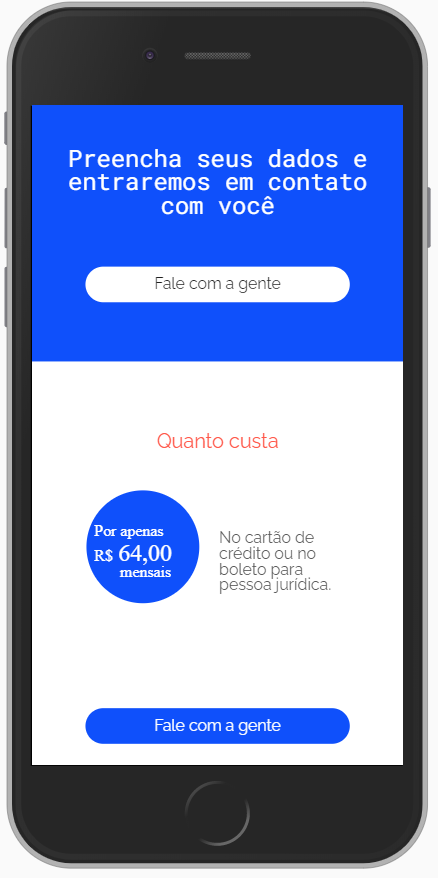 Preencha seus dados e
entraremos em contato
com você
Fale com a gente
Quanto custa
Por apenas
R$ 64,00
mensais
No cartão de
crédito ou no
boleto para
pessoa jurídica.
Fale com a gente